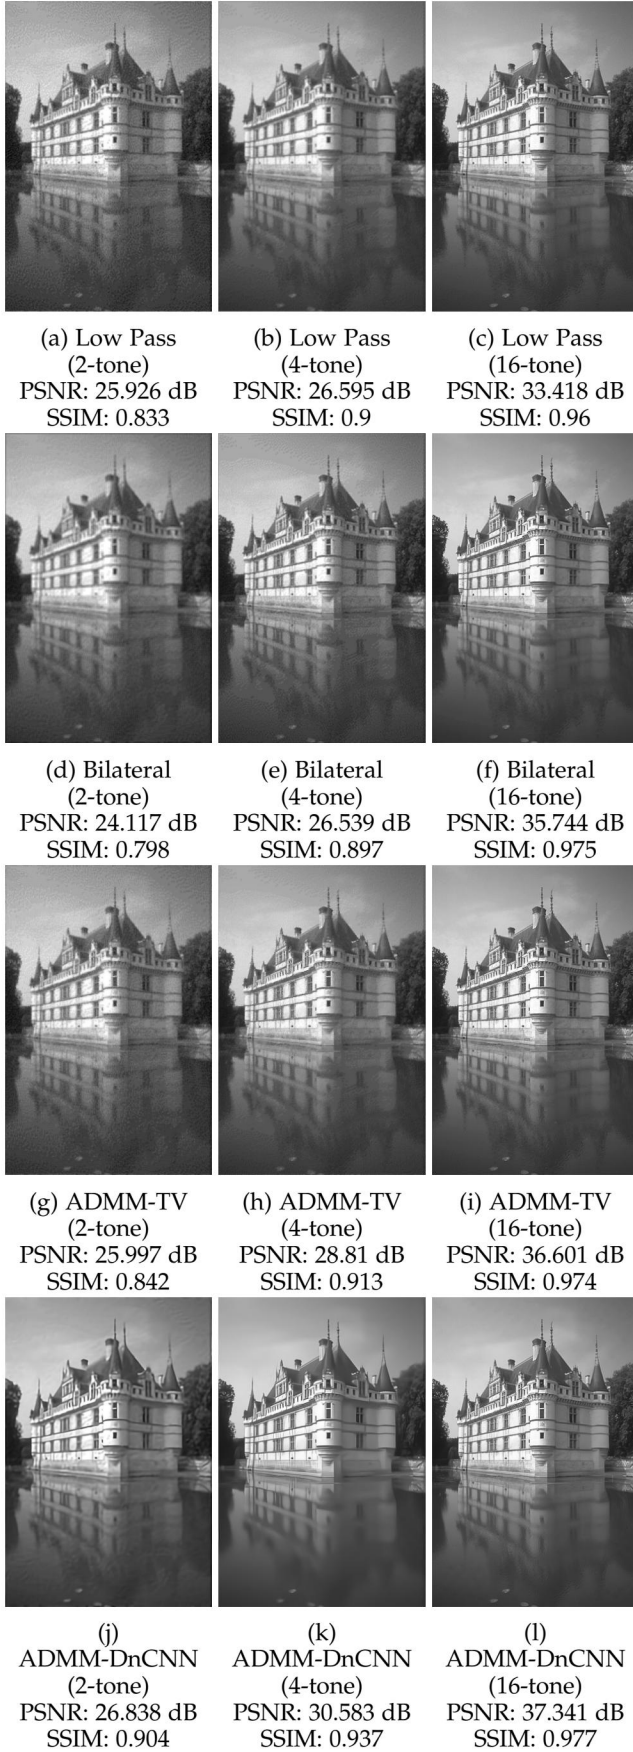 (a) Low Pass
(2-tone)
PSNR: 25.926 dB
SSIM: 0.833
(b) Low Pass
(4-tone)
PSNR: 26.595 dB
SSIM: 0.9
(c) Low Pass
(16-tone)
PSNR: 33.418 dB
SSIM: 0.96
(d) Bilateral
(2-tone)
PSNR: 24.117 dB
SSIM: 0.798
(e) Bilateral
(4-tone)
PSNR: 26.539 dB
SSIM: 0.897
(f) Bilateral
(16-tone)
PSNR: 35.744 dB
SSIM: 0.975
(g) ADMM-TV
(2-tone)
PSNR: 25.997 dB
SSIM: 0.842
(h) ADMM-TV
(4-tone)
PSNR: 28.81 dB
SSIM: 0.913
(i) ADMM-TV
(16-tone)
PSNR: 36.601 dB
SSIM: 0.974
(j)
ADMM-DnCNN
(2-tone)
PSNR: 26.838 dB
SSIM: 0.904
(k)
ADMM-DnCNN
(4-tone)
PSNR: 30.583 dB
SSIM: 0.937
(l)
ADMM-DnCNN
(16-tone)
PSNR: 37.341 dB
SSIM: 0.977